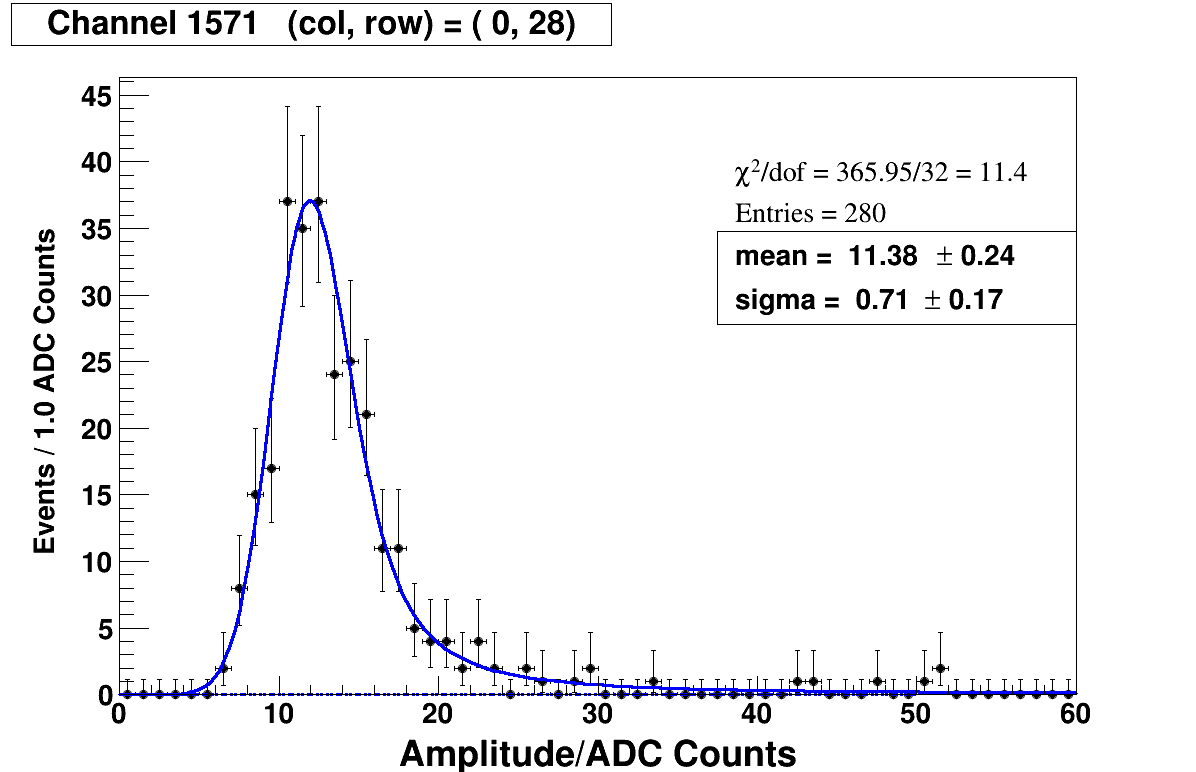 Channel 1571 (col, row) = ( 0, 28)
45
40
35
30
25
20
15
10
5
0
Events / 1.0 ADC Counts
χ²/dof = 365.95/32 = 11.4
Entries = 280
mean = 11.38 ± 0.24
sigma = 0.71 ± 0.17
0 10 20 30 40 50 60
Amplitude/ADC Counts